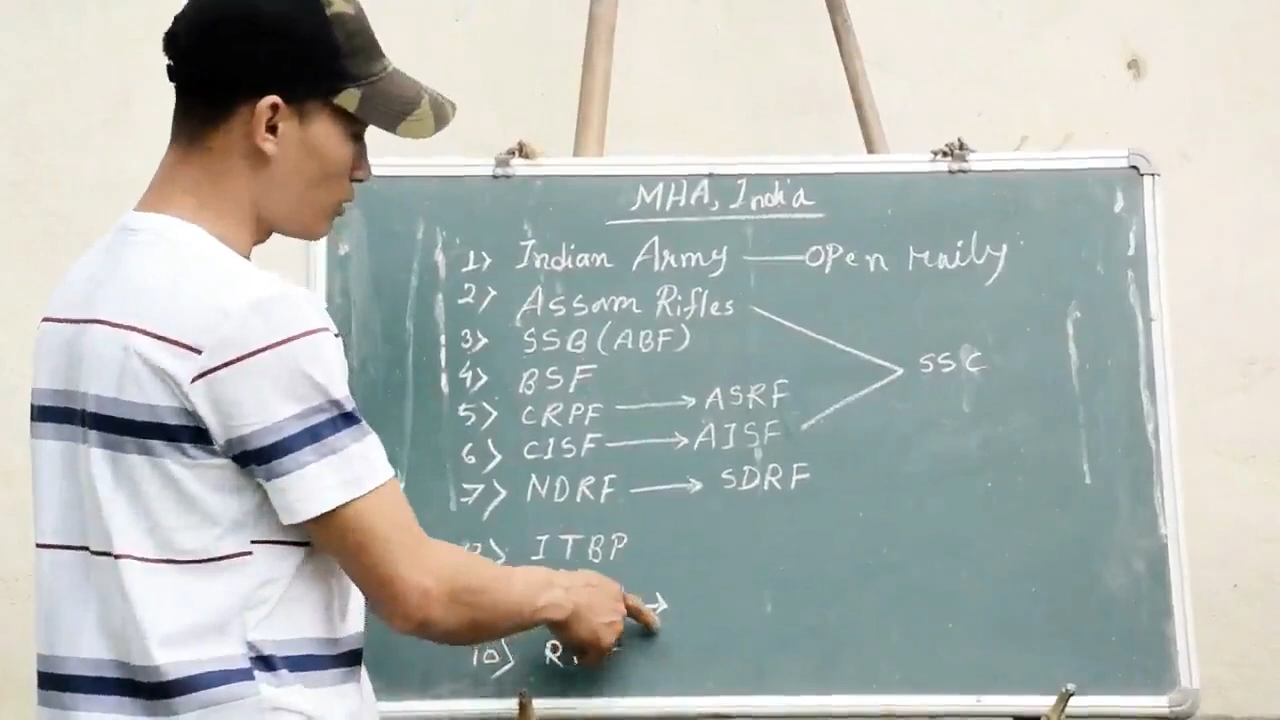 MHA, India
1) Indian Army — OPen Raily
2) Assam Rifles
3) SSB (ABF)
SSC
4) BSF
5) CRPF → ASRF
6) CISF → AISF
7) NDRF → SDRF
ITBP
→
10) R